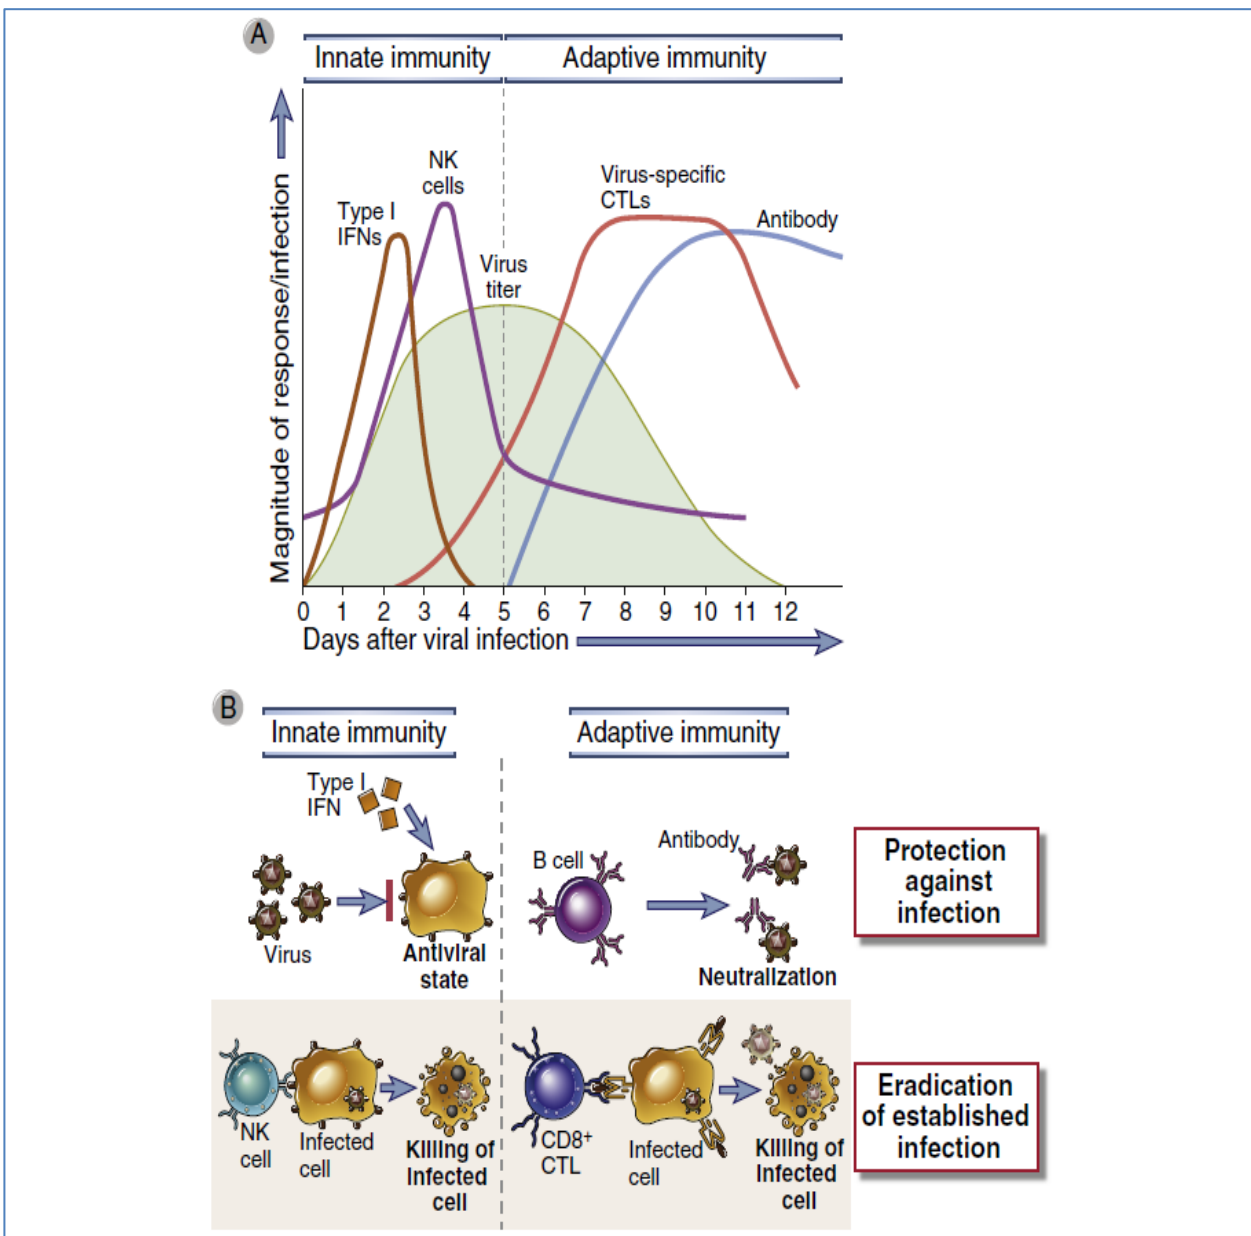 A
Innate immunity
Adaptive immunity
Magnitude of response/infection
Type I
IFNs
NK
cells
Virus
titer
Virus-specific
CTLs
Antibody
0 1 2 3 4 5 6 7 8 9 10 11 12
Days after viral infection
B
Innate immunity
Adaptive immunity
Type I
IFN
Virus
Antiviral
state
B cell
Antibody
Neutralization
Protection
against
infection
NK
cell
Infected
cell
Killing of
Infected
cell
CD8+
CTL
Infected
cell
Killing of
Infected
cell
Eradication
of established
infection